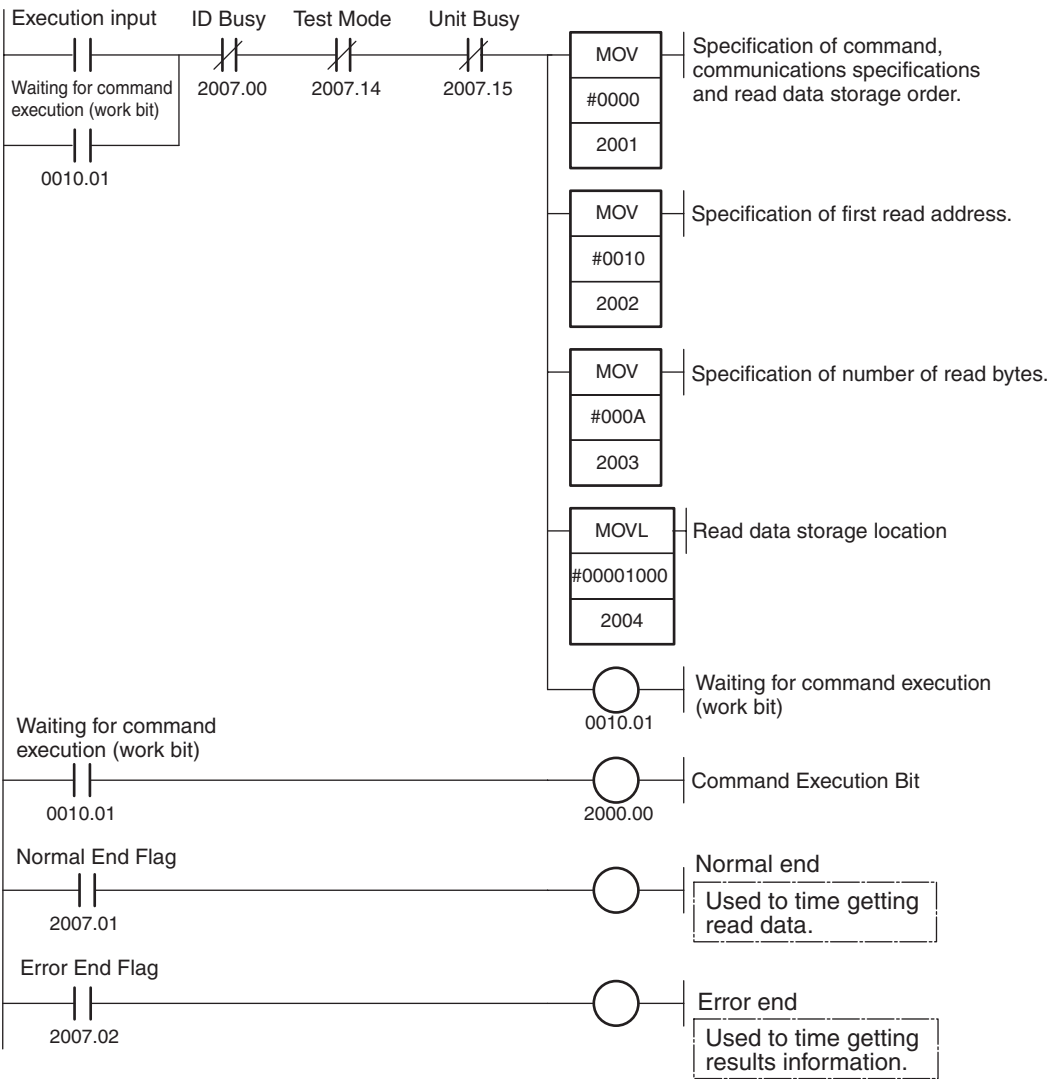 Execution input
ID Busy
Test Mode
Unit Busy
MOV
Specification of command,
communications specifications
and read data storage order.
Waiting for command
execution (work bit)
2007.00
2007.14
2007.15
#0000
2001
0010.01
MOV
Specification of first read address.
#0010
2002
MOV
Specification of number of read bytes.
#000A
2003
MOVL
Read data storage location
#00001000
2004
Waiting for command execution
(work bit)
0010.01
Waiting for command
execution (work bit)
0010.01
Command Execution Bit
2000.00
Normal End Flag
2007.01
Normal end
Used to time getting
read data.
Error End Flag
2007.02
Error end
Used to time getting
results information.